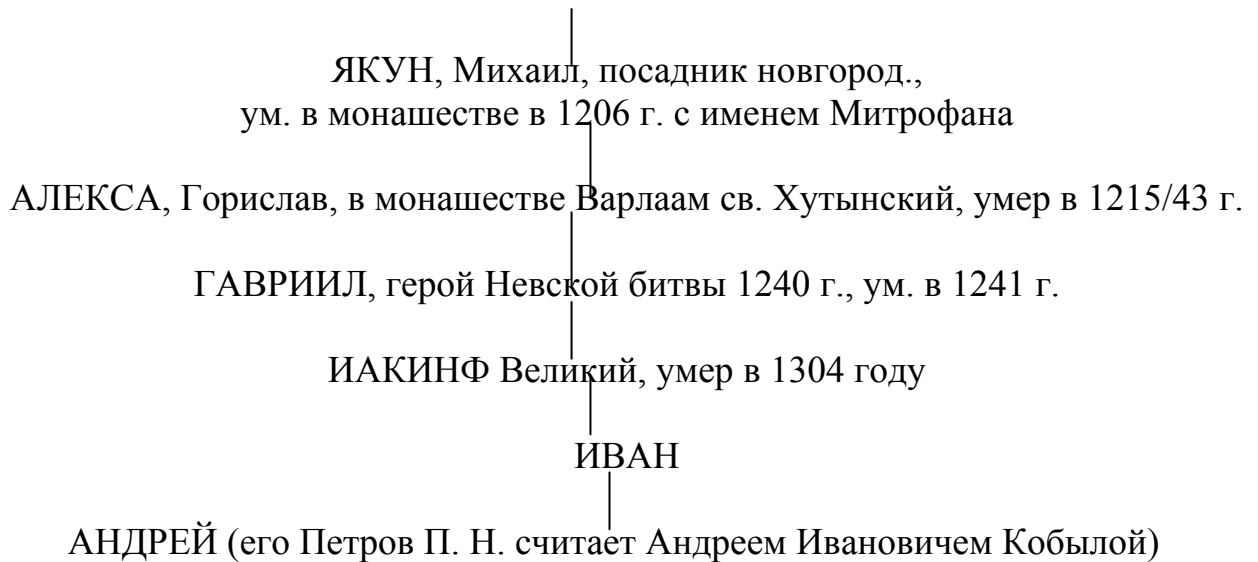 ЯКУН, Михаил, посадник новгород.,
ум. в монашестве в 1206 г. с именем Митрофана
АЛЕКСА, Горислав, в монашестве Варлаам св. Хутынский, умер в 1215/43 г.
ГАВРИИЛ, герой Невской битвы 1240 г., ум. в 1241 г.
ИАКИНФ Великий, умер в 1304 году
ИВАН
АНДРЕЙ (его Петров П. Н. считает Андреем Ивановичем Кобылой)